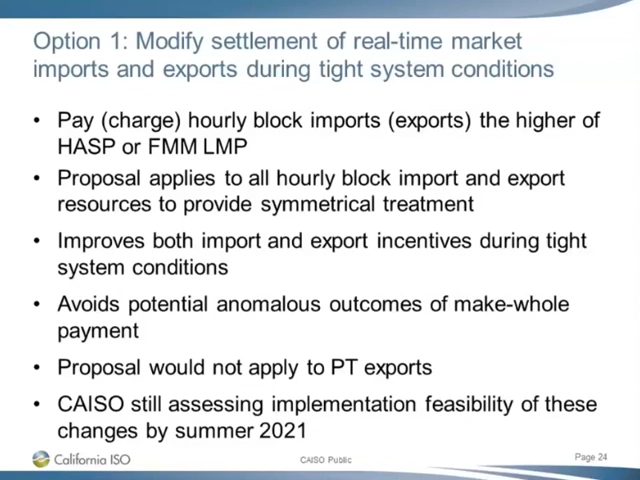 Option 1: Modify settlement of real-time market
imports and exports during tight system conditions
• Pay (charge) hourly block imports (exports) the higher of
HASP or FMM LMP
• Proposal applies to all hourly block import and export
resources to provide symmetrical treatment
• Improves both import and export incentives during tight
system conditions
• Avoids potential anomalous outcomes of make-whole
payment
• Proposal would not apply to PT exports
• CAISO still assessing implementation feasibility of these
changes by summer 2021
California ISO
CAISO Public
Page 24